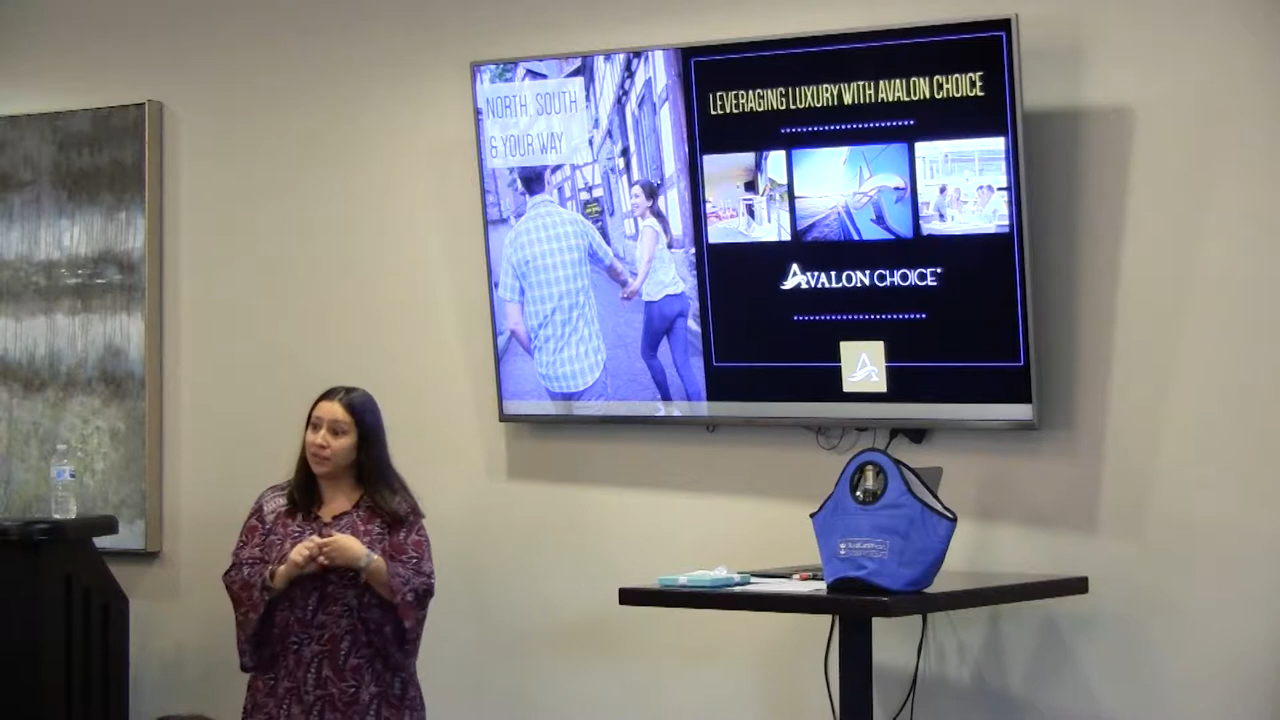 NORTH, SOUTH
& YOUR WAY
LEVERAGING LUXURY WITH AVALON CHOICE
AVALON CHOICE®
A